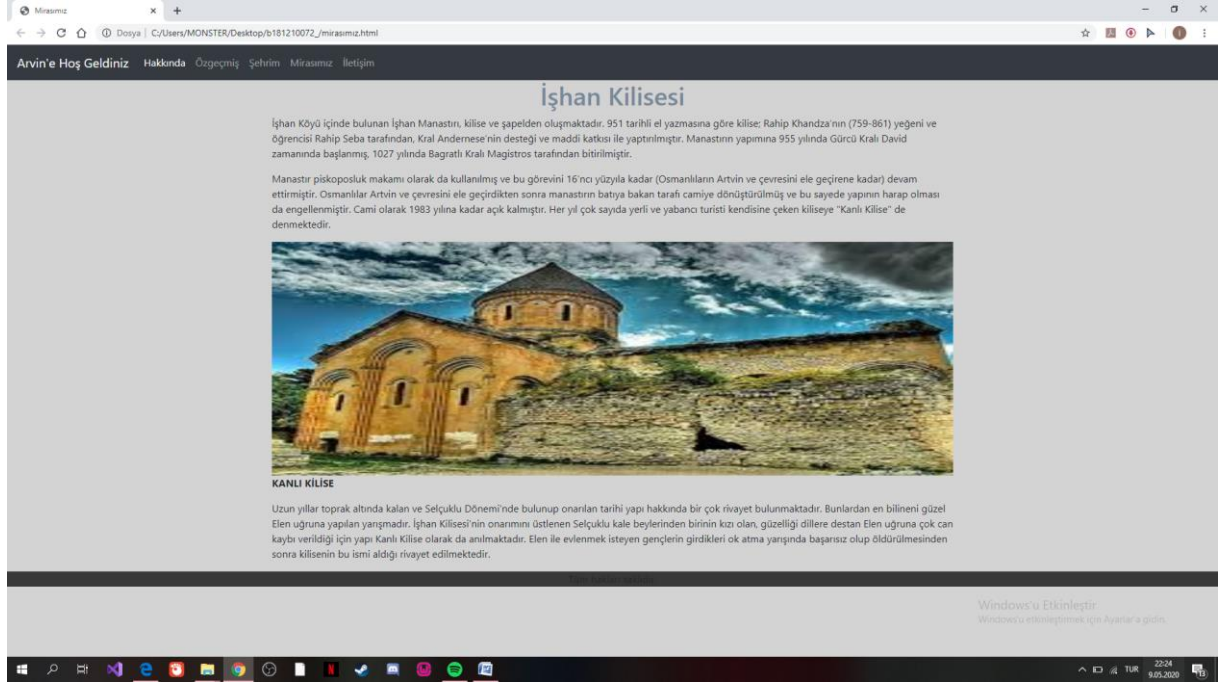 Mirasımız
Dosya
C:/Users/MONSTER/Desktop/b181210072_/mirasımız.html
Arvin'e Hoş Geldiniz Hakkında Özgeçmiş Şehrim Mirasımız İletişim
İşhan Kilisesi
İşhan Köyü içinde bulunan İşhan Manastırı, kilise ve şapelden oluşmaktadır. 951 tarihli el yazmasına göre kilise; Rahip Khandza'nın (759-861) yeğeni ve
öğrencisi Rahip Seba tarafından, Kral Andernese'nin desteği ve maddi katkısı ile yaptırılmıştır. Manastırın yapımına 955 yılında Gürcü Kralı David
zamanında başlanmış, 1027 yılında Bagratlı Kralı Magistros tarafından bitirilmiştir.
Manastır piskoposluk makamı olarak da kullanılmış ve bu görevini 16'ncı yüzyıla kadar (Osmanlıların Artvin ve çevresini ele geçirene kadar) devam
ettirmiştir. Osmanlılar Artvin ve çevresini ele geçirdikten sonra manastırın batıya bakan tarafı camiye dönüştürülmüş ve bu sayede yapının harap olması
da engellenmiştir. Cami olarak 1983 yılına kadar açık kalmıştır. Her yıl çok sayıda yerli ve yabancı turisti kendisine çeken kiliseye "Kanlı Kilise" de
denmektedir.
KANLI KİLİSE
Uzun yıllar toprak altında kalan ve Selçuklu Dönemi'nde bulunup onarılan tarihi yapı hakkında bir çok rivayet bulunmaktadır. Bunlardan en bilineni güzel
Elen uğruna yapılan yarışmadır. İşhan Kilisesi'nin onarımını üstlenen Selçuklu kale beylerinden birinin kızı olan, güzelliği dillere destan Elen uğruna çok can
kaybı verildiği için yapı Kanlı Kilise olarak da anılmaktadır. Elen ile evlenmek isteyen gençlerin girdikleri ok atma yarışında başarısız olup öldürülmesinden
sonra kilisenin bu ismi aldığı rivayet edilmektedir.
Tüm hakları saklıdır
Windows'u Etkinleştir
Windows'u etkinleştirmek için Ayarlar'a gidin.
TUR
22:24
9.05.2020